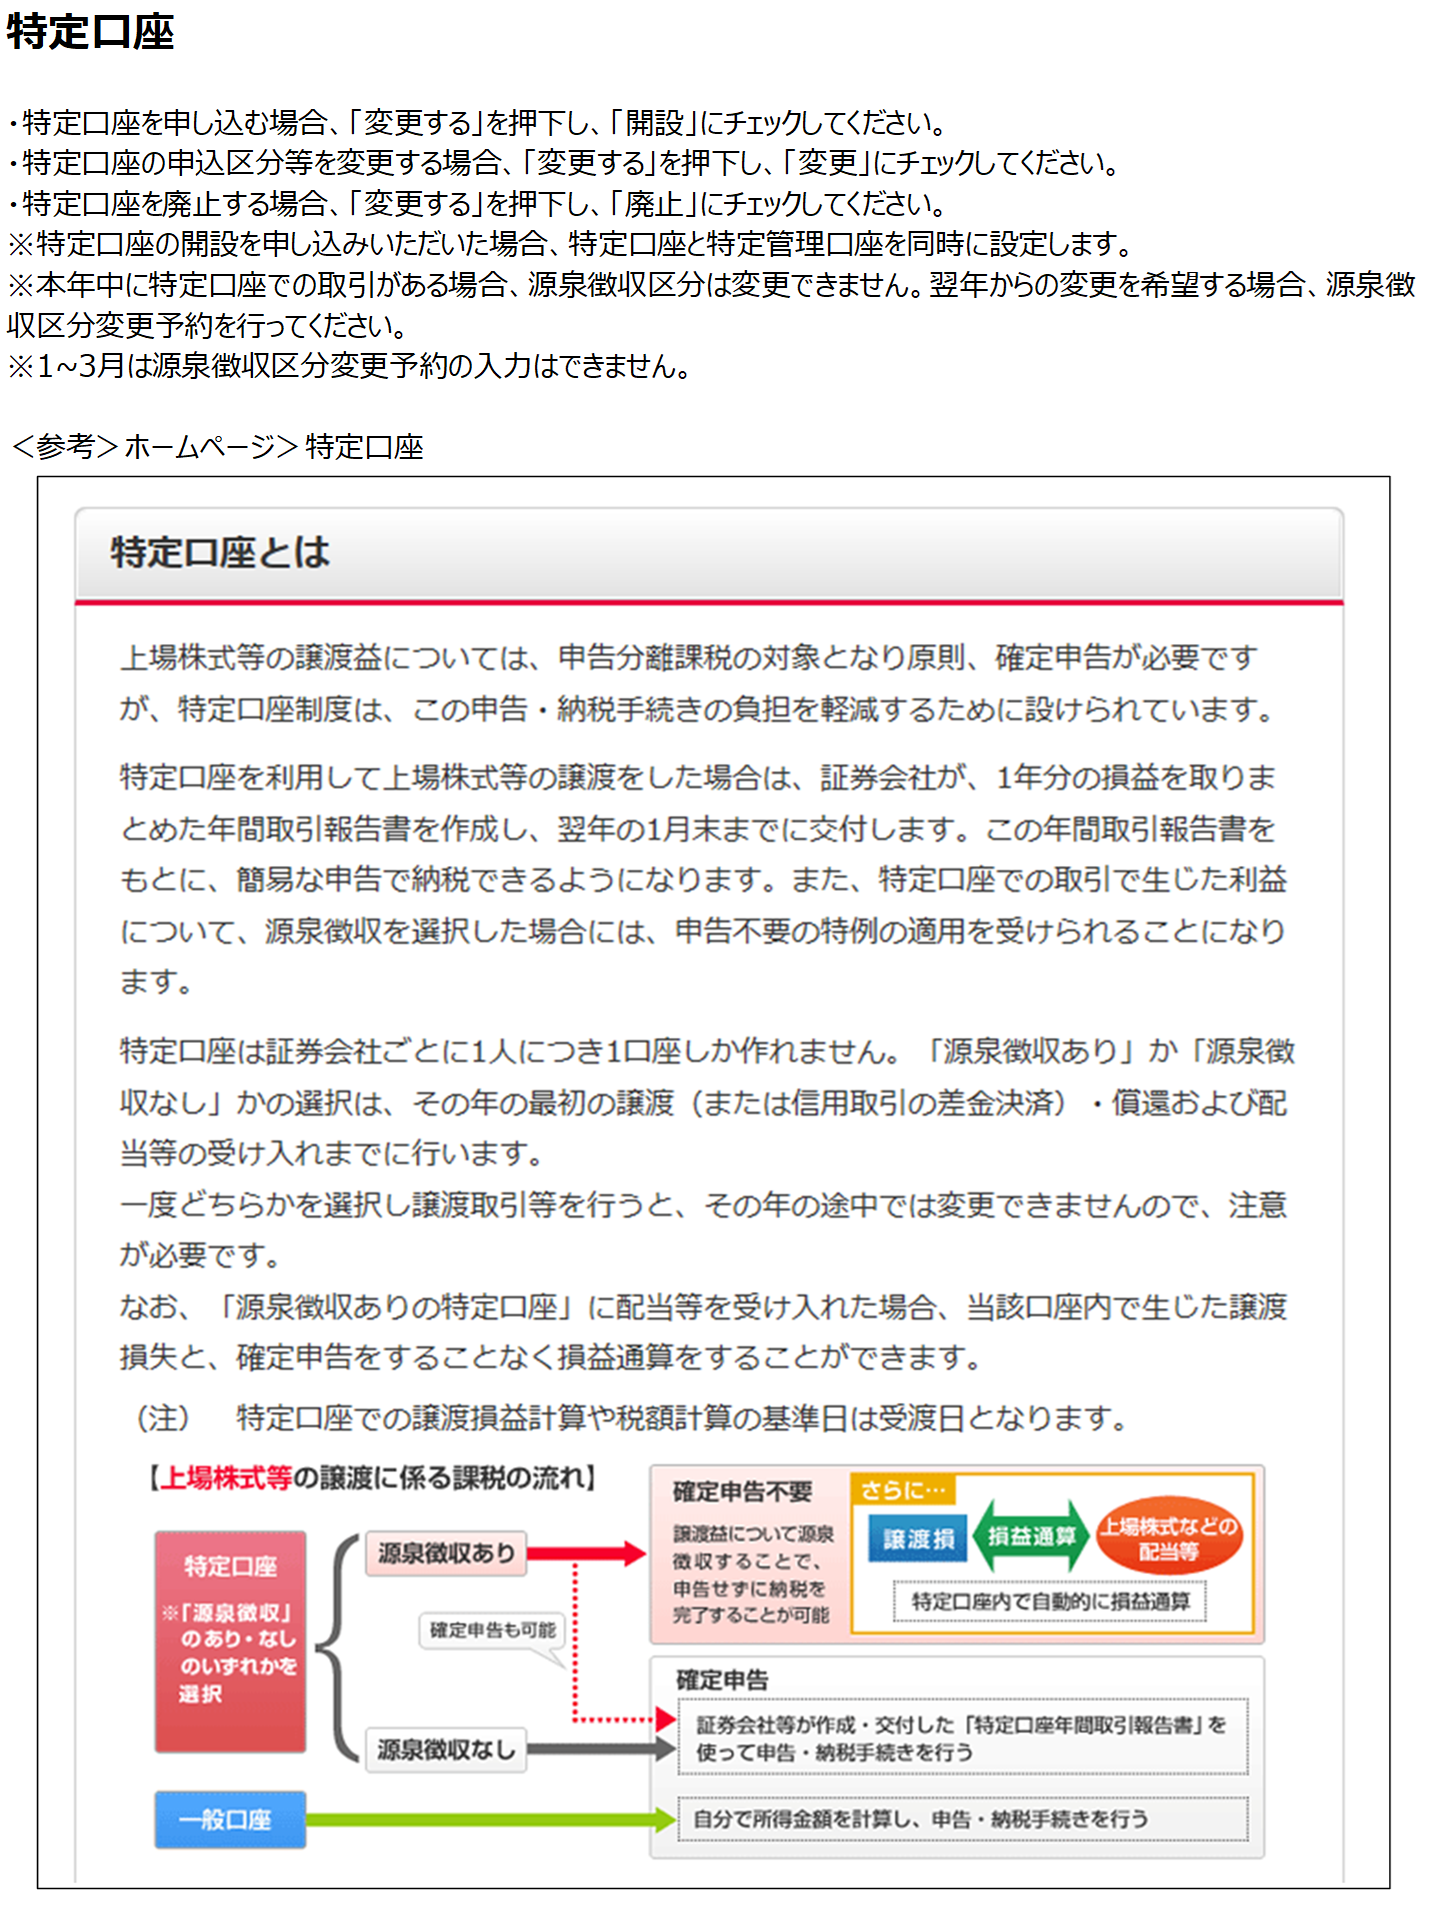 特定口座
・特定口座を申し込む場合、「変更する」を押下し、「開設」にチェックしてください。
・特定口座の申込区分等を変更する場合、「変更する」を押下し、「変更」にチェックしてください。
・特定口座を廃止する場合、「変更する」を押下し、「廃止」にチェックしてください。
※特定口座の開設を申し込みいただいた場合、特定口座と特定管理口座を同時に設定します。
※本年中に特定口座での取引がある場合、源泉徴収区分は変更できません。翌年からの変更を希望する場合、源泉徴
収区分変更予約を行ってください。
※1~3月は源泉徴収区分変更予約の入力はできません。
＜参考＞ホームページ＞特定口座
特定口座とは
上場株式等の譲渡益については、申告分離課税の対象となり原則、確定申告が必要です
が、特定口座制度は、この申告・納税手続きの負担を軽減するために設けられています。
特定口座を利用して上場株式等の譲渡をした場合は、証券会社が、1年分の損益を取りま
とめた年間取引報告書を作成し、翌年の1月末までに交付します。この年間取引報告書を
もとに、簡易な申告で納税できるようになります。また、特定口座での取引で生じた利益
について、源泉徴収を選択した場合には、申告不要の特例の適用を受けられることになり
ます。
特定口座は証券会社ごとに1人につき1口座しか作れません。「源泉徴収あり」か「源泉徴
収なし」かの選択は、その年の最初の譲渡（または信用取引の差金決済）・償還および配
当等の受け入れまでに行います。
一度どちらかを選択し譲渡取引等を行うと、その年の途中では変更できませんので、注意
が必要です。
なお、「源泉徴収ありの特定口座」に配当等を受け入れた場合、当該口座内で生じた譲渡
損失と、確定申告をすることなく損益通算をすることができます。
（注）　特定口座での譲渡損益計算や税額計算の基準日は受渡日となります。
【上場株式等の譲渡に係る課税の流れ】
特定口座
※「源泉徴収」
のあり・なし
のいずれかを
選択
源泉徴収あり
確定申告も可能
源泉徴収なし
一般口座
確定申告不要
譲渡益について源泉
徴収することで、
申告せずに納税を
完了することが可能
さらに…
譲渡損
損益通算
上場株式などの
配当等
特定口座内で自動的に損益通算
確定申告
証券会社等が作成・交付した「特定口座年間取引報告書」を
使って申告・納税手続きを行う
自分で所得金額を計算し、申告・納税手続きを行う